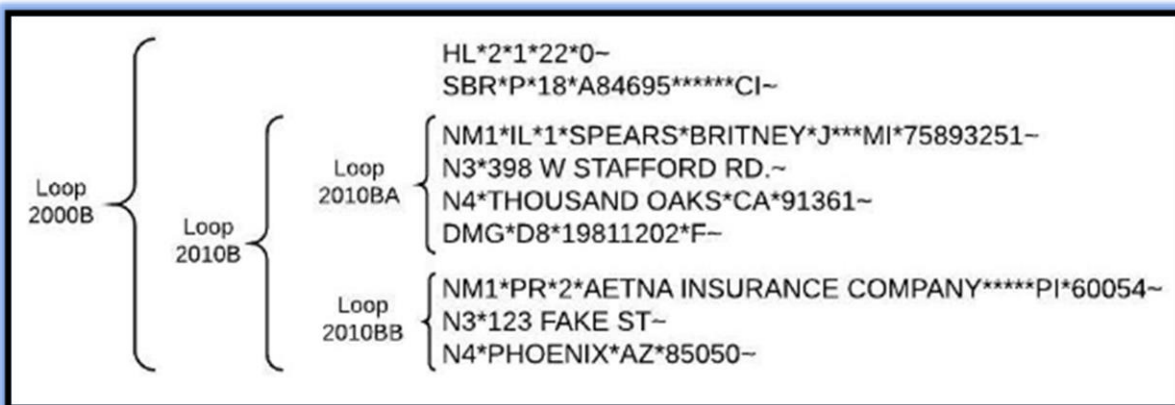 HL*2*1*22*0~
SBR*P*18*A84695******CI~
Loop
2000B
Loop
2010B
Loop
2010BA
NM1*IL*1*SPEARS*BRITNEY*J***MI*75893251~
N3*398 W STAFFORD RD.~
N4*THOUSAND OAKS*CA*91361~
DMG*D8*19811202*F~
Loop
2010BB
NM1*PR*2*AETNA INSURANCE COMPANY*****PI*60054~
N3*123 FAKE ST~
N4*PHOENIX*AZ*85050~